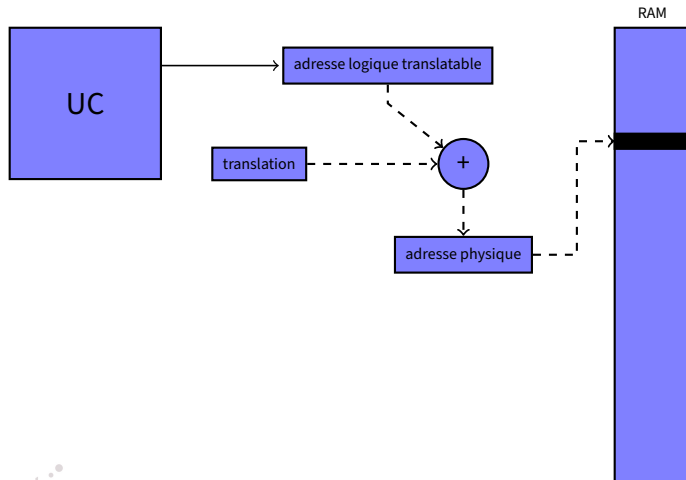 RAM
UC
adresse logique translatable
translation
+
adresse physique